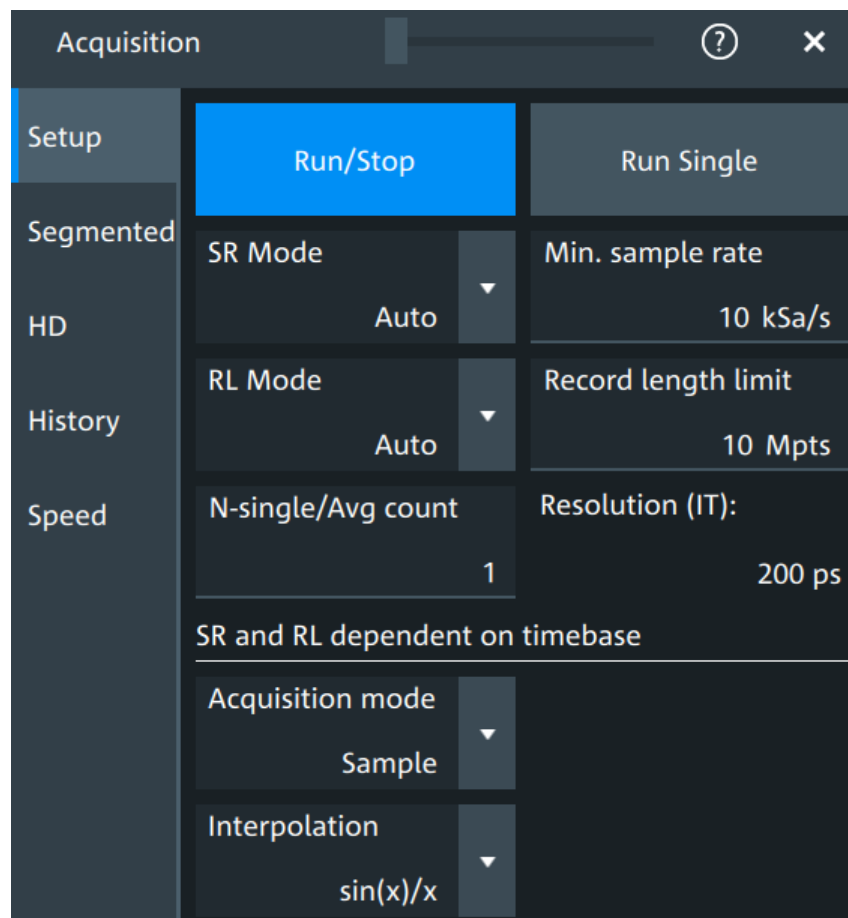 Acquisition
?
×
Setup
Segmented
HD
History
Speed
Run/Stop
Run Single
SR Mode
Auto
Min. sample rate
10 kSa/s
RL Mode
Auto
Record length limit
10 Mpts
N-single/Avg count
1
Resolution (IT):
200 ps
SR and RL dependent on timebase
Acquisition mode
Sample
Interpolation
sin(x)/x